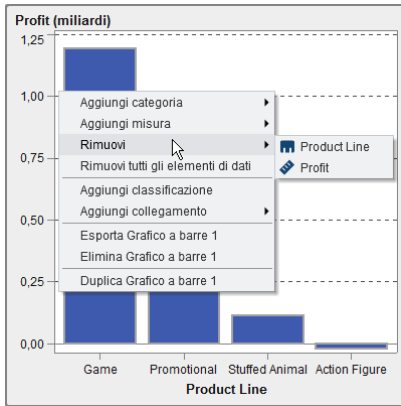 Profit (miliardi)
1,25
1,00
0,75
0,50
0,25
0,00
Aggiungi categoria
Aggiungi misura
Rimuovi
Product Line
Profit
Rimuovi tutti gli elementi di dati
Aggiungi classificazione
Aggiungi collegamento
Esporta Grafico a barre 1
Elimina Grafico a barre 1
Duplica Grafico a barre 1
Game Promotional Stuffed Animal Action Figure
Product Line